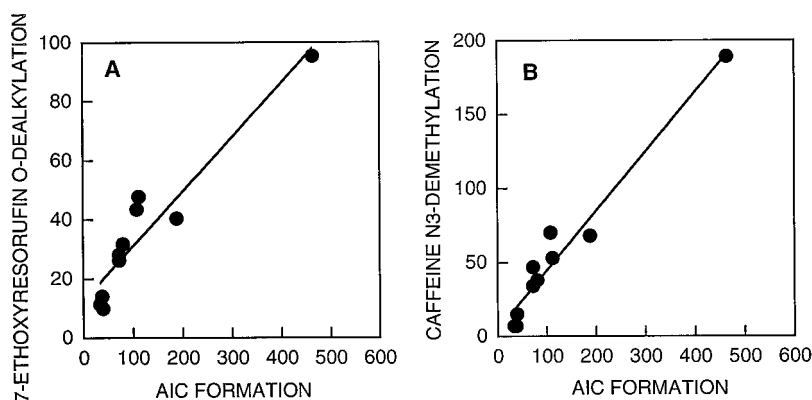 7-ETHOXYRESORUFIN O-DEALKYLATION
100
80
60
40
20
0
A
0 100 200 300 400 500 600
AIC FORMATION
CAFFEINE N3-DEMETHYLATION
200
150
100
50
0
B
0 100 200 300 400 500 600
AIC FORMATION